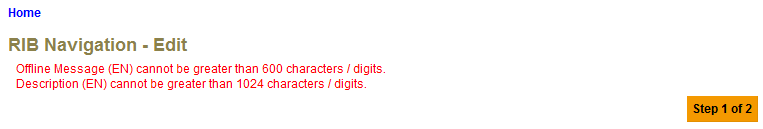 Home
RIB Navigation - Edit
Offline Message (EN) cannot be greater than 600 characters / digits.
Description (EN) cannot be greater than 1024 characters / digits.
Step 1 of 2